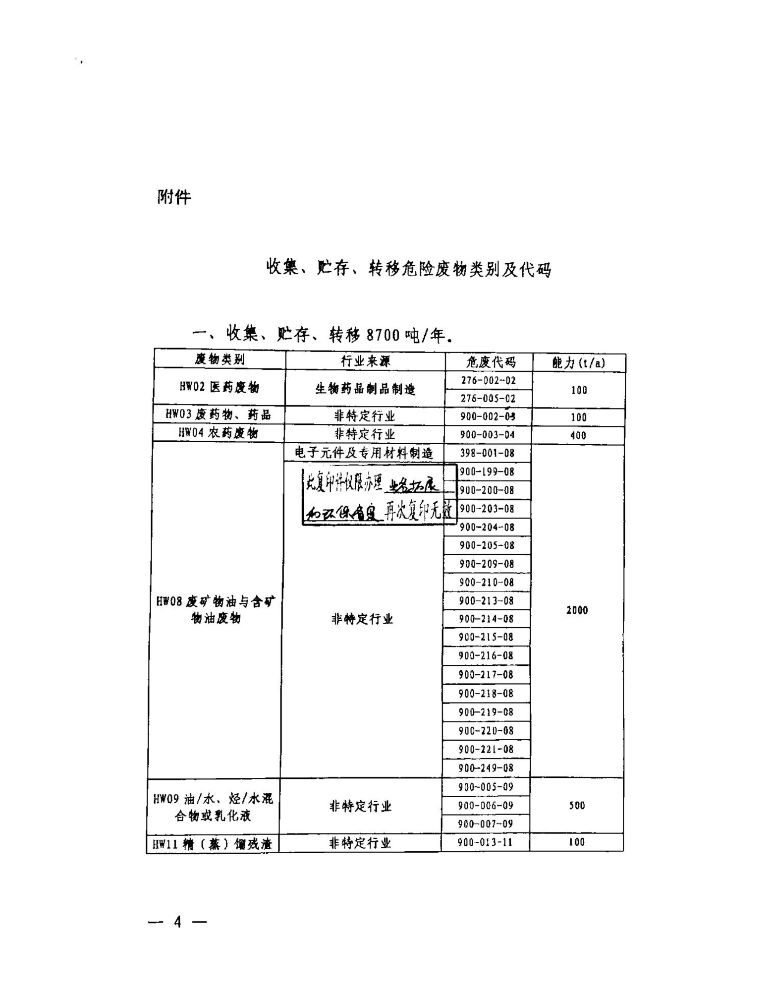 附件
收集、贮存、转移危险废物类别及代码
一、收集、贮存、转移 8700 吨/年.
废物类别 行业来源 危废代码 能力(t/a)
HW02 医药废物 生物药品制品制造 276-002-02 100
276-005-02
HW03 废药物、药品 非特定行业 900-002-03 100
HW04 农药废物 非特定行业 900-003-04 400
电子元件及专用材料制造 398-001-08
900-199-08
此复印件仅限办理 业务拓展
900-200-08
和环保备案 再次复印无效
900-203-08
900-204-08
900-205-08
900-209-08
900-210-08
HW08 废矿物油与含矿
物油废物
非特定行业
900-213-08
2000
900-214-08
900-215-08
900-216-08
900-217-08
900-218-08
900-219-08
900-220-08
900-221-08
900-249-08
HW09 油/水、烃/水混
合物或乳化液
非特定行业
900-005-09
900-006-09
500
900-007-09
HW11 精（蒸）馏残渣 非特定行业 900-013-11 100
— 4 —